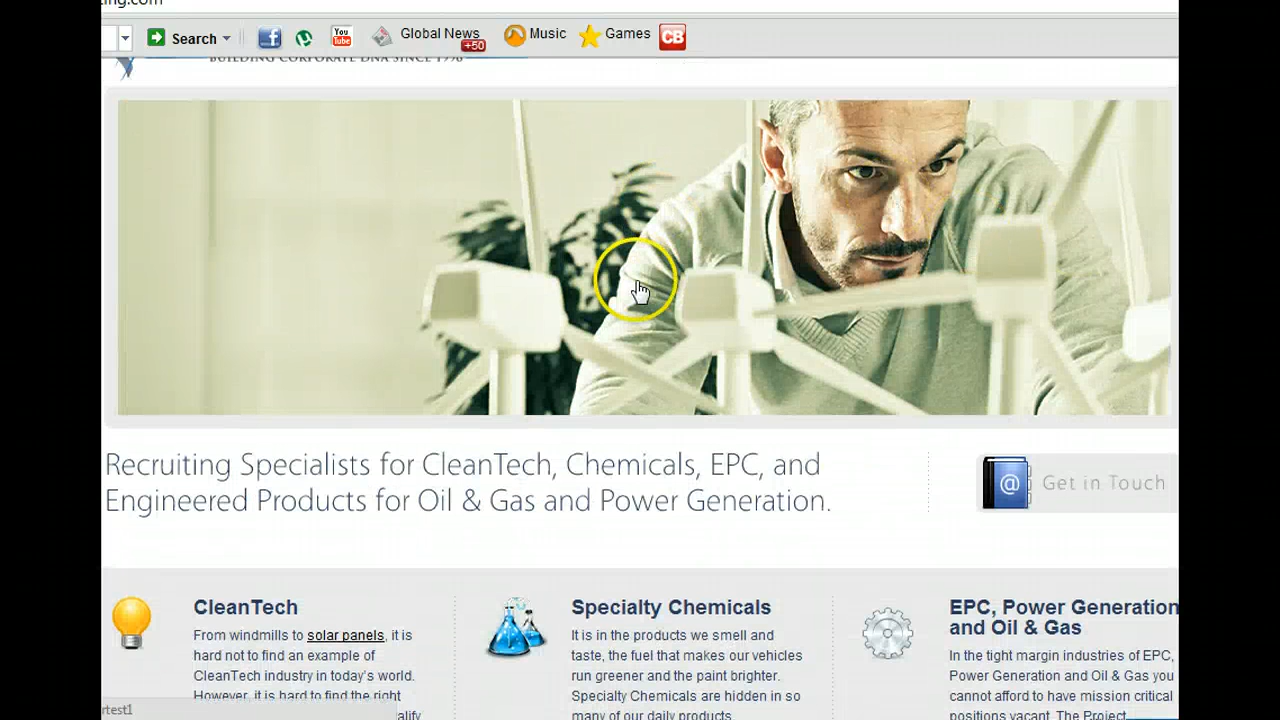 ting.com
Search
You
Tube
Global News
+50
Music
Games
CB
BUILDING CORPORATE DNA SINCE 1998
Recruiting Specialists for CleanTech, Chemicals, EPC, and
Engineered Products for Oil & Gas and Power Generation.
@ Get in Touch
CleanTech
From windmills to solar panels, it is
hard not to find an example of
CleanTech industry in today's world.
However, it is hard to find the right
alify
Specialty Chemicals
It is in the products we smell and
taste, the fuel that makes our vehicles
run greener and the paint brighter.
Specialty Chemicals are hidden in so
many of our daily products.
EPC, Power Generation
and Oil & Gas
In the tight margin industries of EPC,
Power Generation and Oil & Gas you
cannot afford to have mission critical
positions vacant. The Project
rtest1